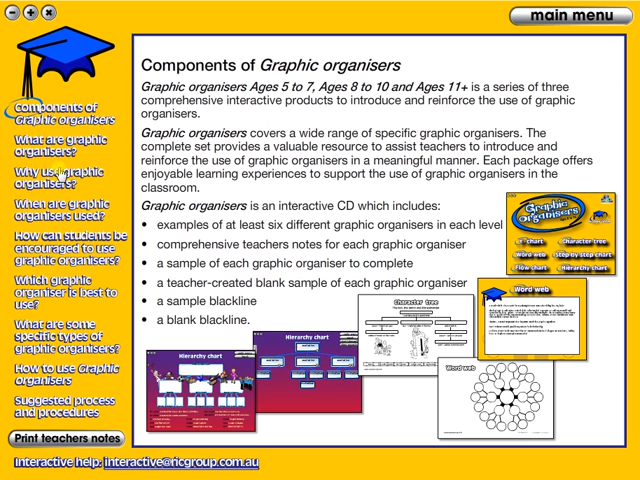 main menu
Components of
Graphic organisers
What are graphic
organisers?
Why use graphic
organisers?
When are graphic
organisers used?
How can students be
encouraged to use
graphic organisers?
Which graphic
organiser is best to
use?
What are some
specific types of
graphic organisers?
How to use Graphic
organisers
Suggested process
and procedures
Print teachers notes
Interactive help: interactive@ricgroup.com.au
Components of Graphic organisers
Graphic organisers Ages 5 to 7, Ages 8 to 10 and Ages 11+ is a series of three
comprehensive interactive products to introduce and reinforce the use of graphic
organisers.
Graphic organisers covers a wide range of specific graphic organisers. The
complete set provides a valuable resource to assist teachers to introduce and
reinforce the use of graphic organisers in a meaningful manner. Each package offers
enjoyable learning experiences to support the use of graphic organisers in the
classroom.
Graphic organisers is an interactive CD which includes:
• examples of at least six different graphic organisers in each level
• comprehensive teachers notes for each graphic organiser
• a sample of each graphic organiser to complete
• a teacher-created blank sample of each graphic organiser
• a sample blackline
• a blank blackline.
Graphic
organisers
T-chart
Character tree
Word web
Step by step chart
Flow chart
Hierarchy chart
Word web
Character tree
Hierarchy chart
Hierarchy chart
Word web